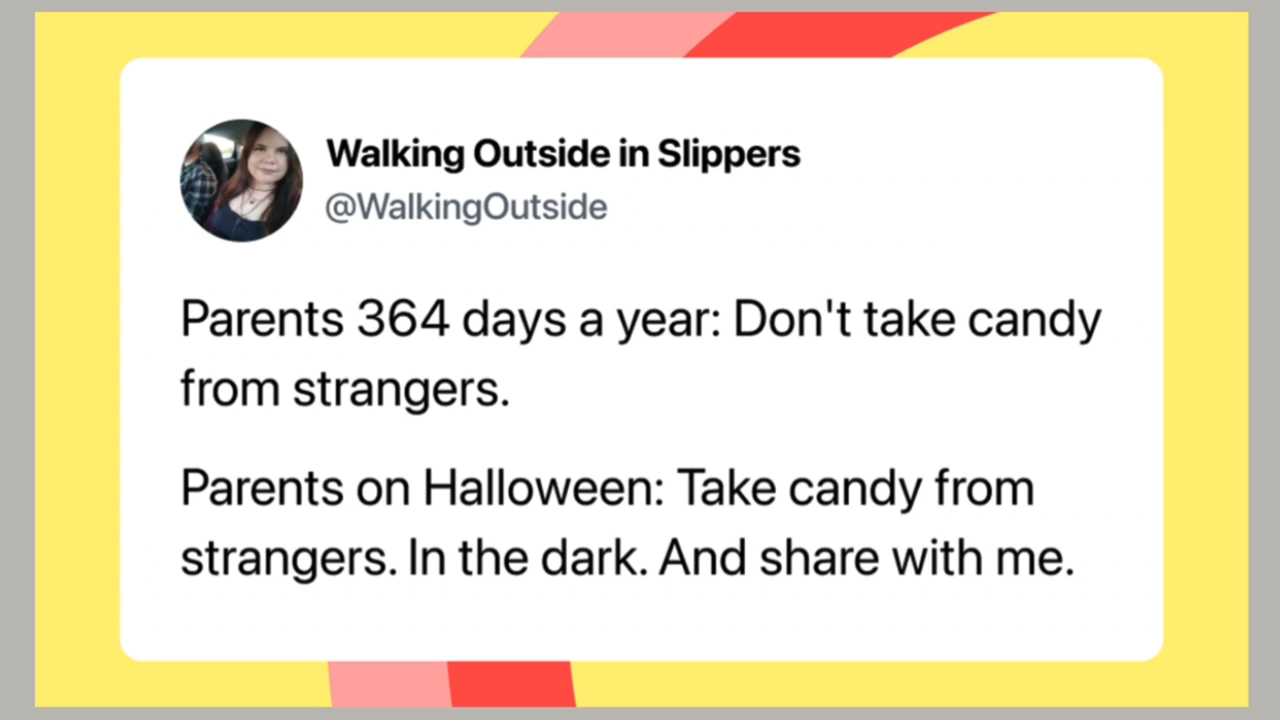 Walking Outside in Slippers
@WalkingOutside
Parents 364 days a year: Don't take candy
from strangers.
Parents on Halloween: Take candy from
strangers. In the dark. And share with me.